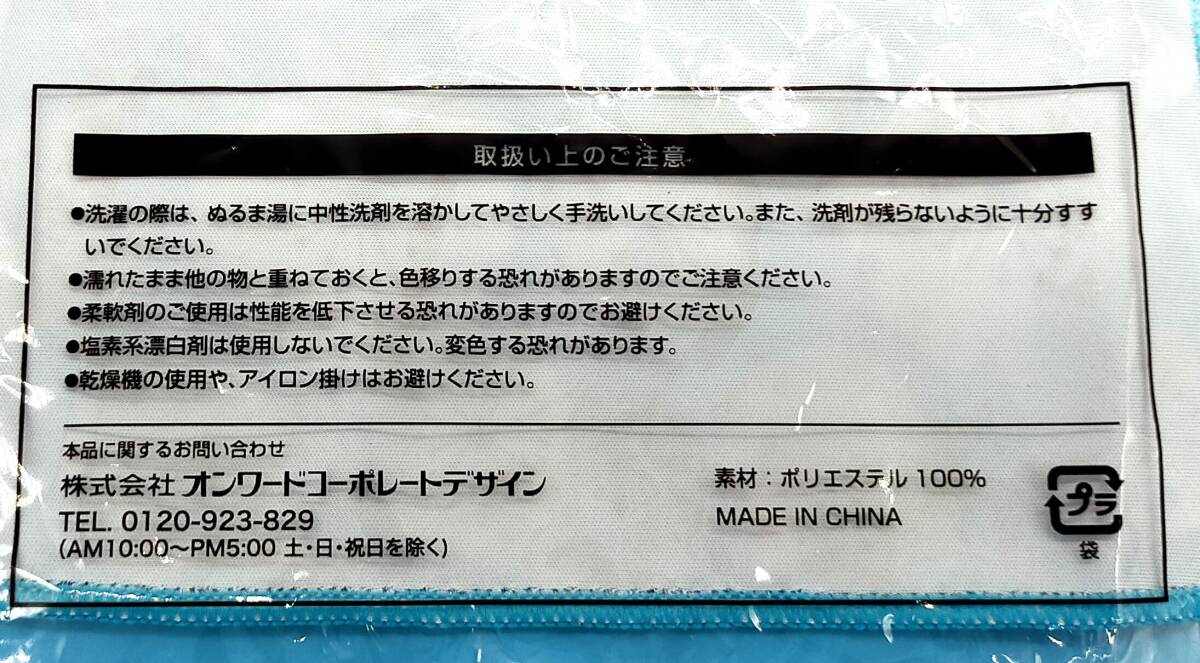 取扱い上のご注意
●洗濯の際は、ぬるま湯に中性洗剤を溶かしてやさしく手洗いしてください。また、洗剤が残らないように十分すす
いでください。
●濡れたまま他の物と重ねておくと、色移りする恐れがありますのでご注意ください。
●柔軟剤のご使用は性能を低下させる恐れがありますのでお避けください。
●塩素系漂白剤は使用しないでください。変色する恐れがあります。
●乾燥機の使用や、アイロン掛けはお避けください。
本品に関するお問い合わせ
株式会社 オンワードコーポレートデザイン
TEL. 0120-923-829
(AM10:00〜PM5:00 土・日・祝日を除く)
素材：ポリエステル 100%
MADE IN CHINA
プラ
袋